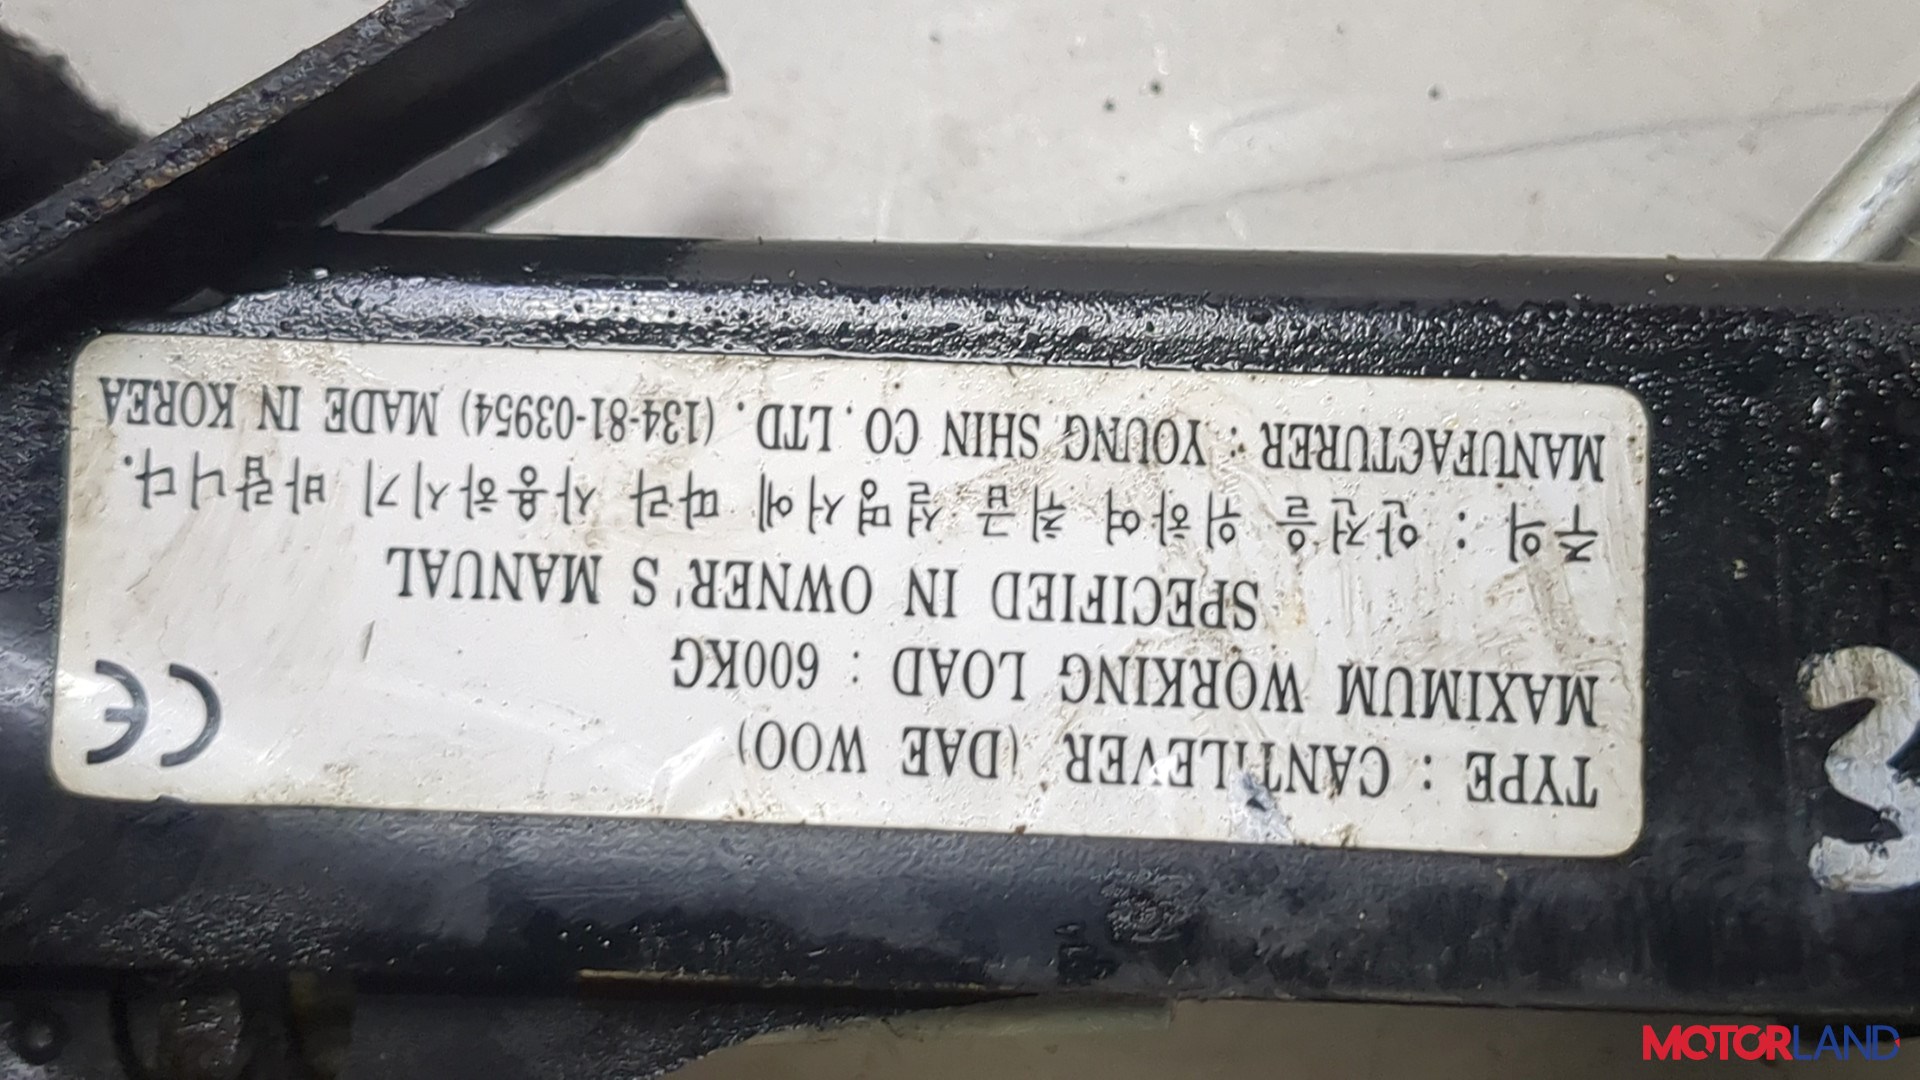 TYPE : CANTILEVER (DAE WOO)
MAXIMUM WORKING LOAD : 600KG
SPECIFIED IN OWNER'S MANUAL
주의 : 안전을 위하여 취급 설명서에 따라 사용하시기 바랍니다.
MANUFACTURER : YOUNG SHIN CO. LTD. (134-81-03954) MADE IN KOREA
CE
3
MOTORLAND